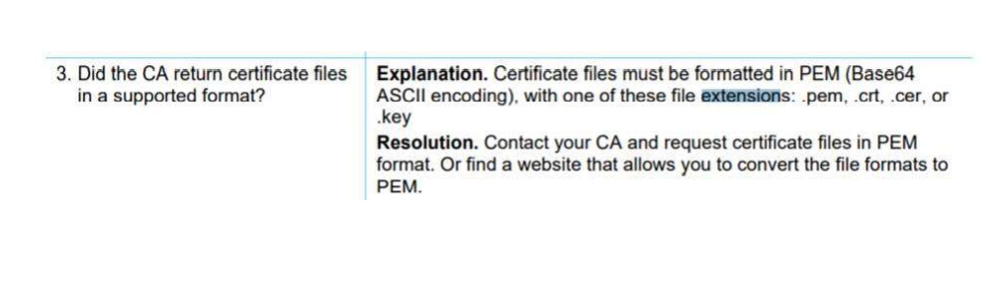 3. Did the CA return certificate files
in a supported format?
Explanation. Certificate files must be formatted in PEM (Base64
ASCII encoding), with one of these file extensions: .pem, .crt, .cer, or
.key
Resolution. Contact your CA and request certificate files in PEM
format. Or find a website that allows you to convert the file formats to
PEM.